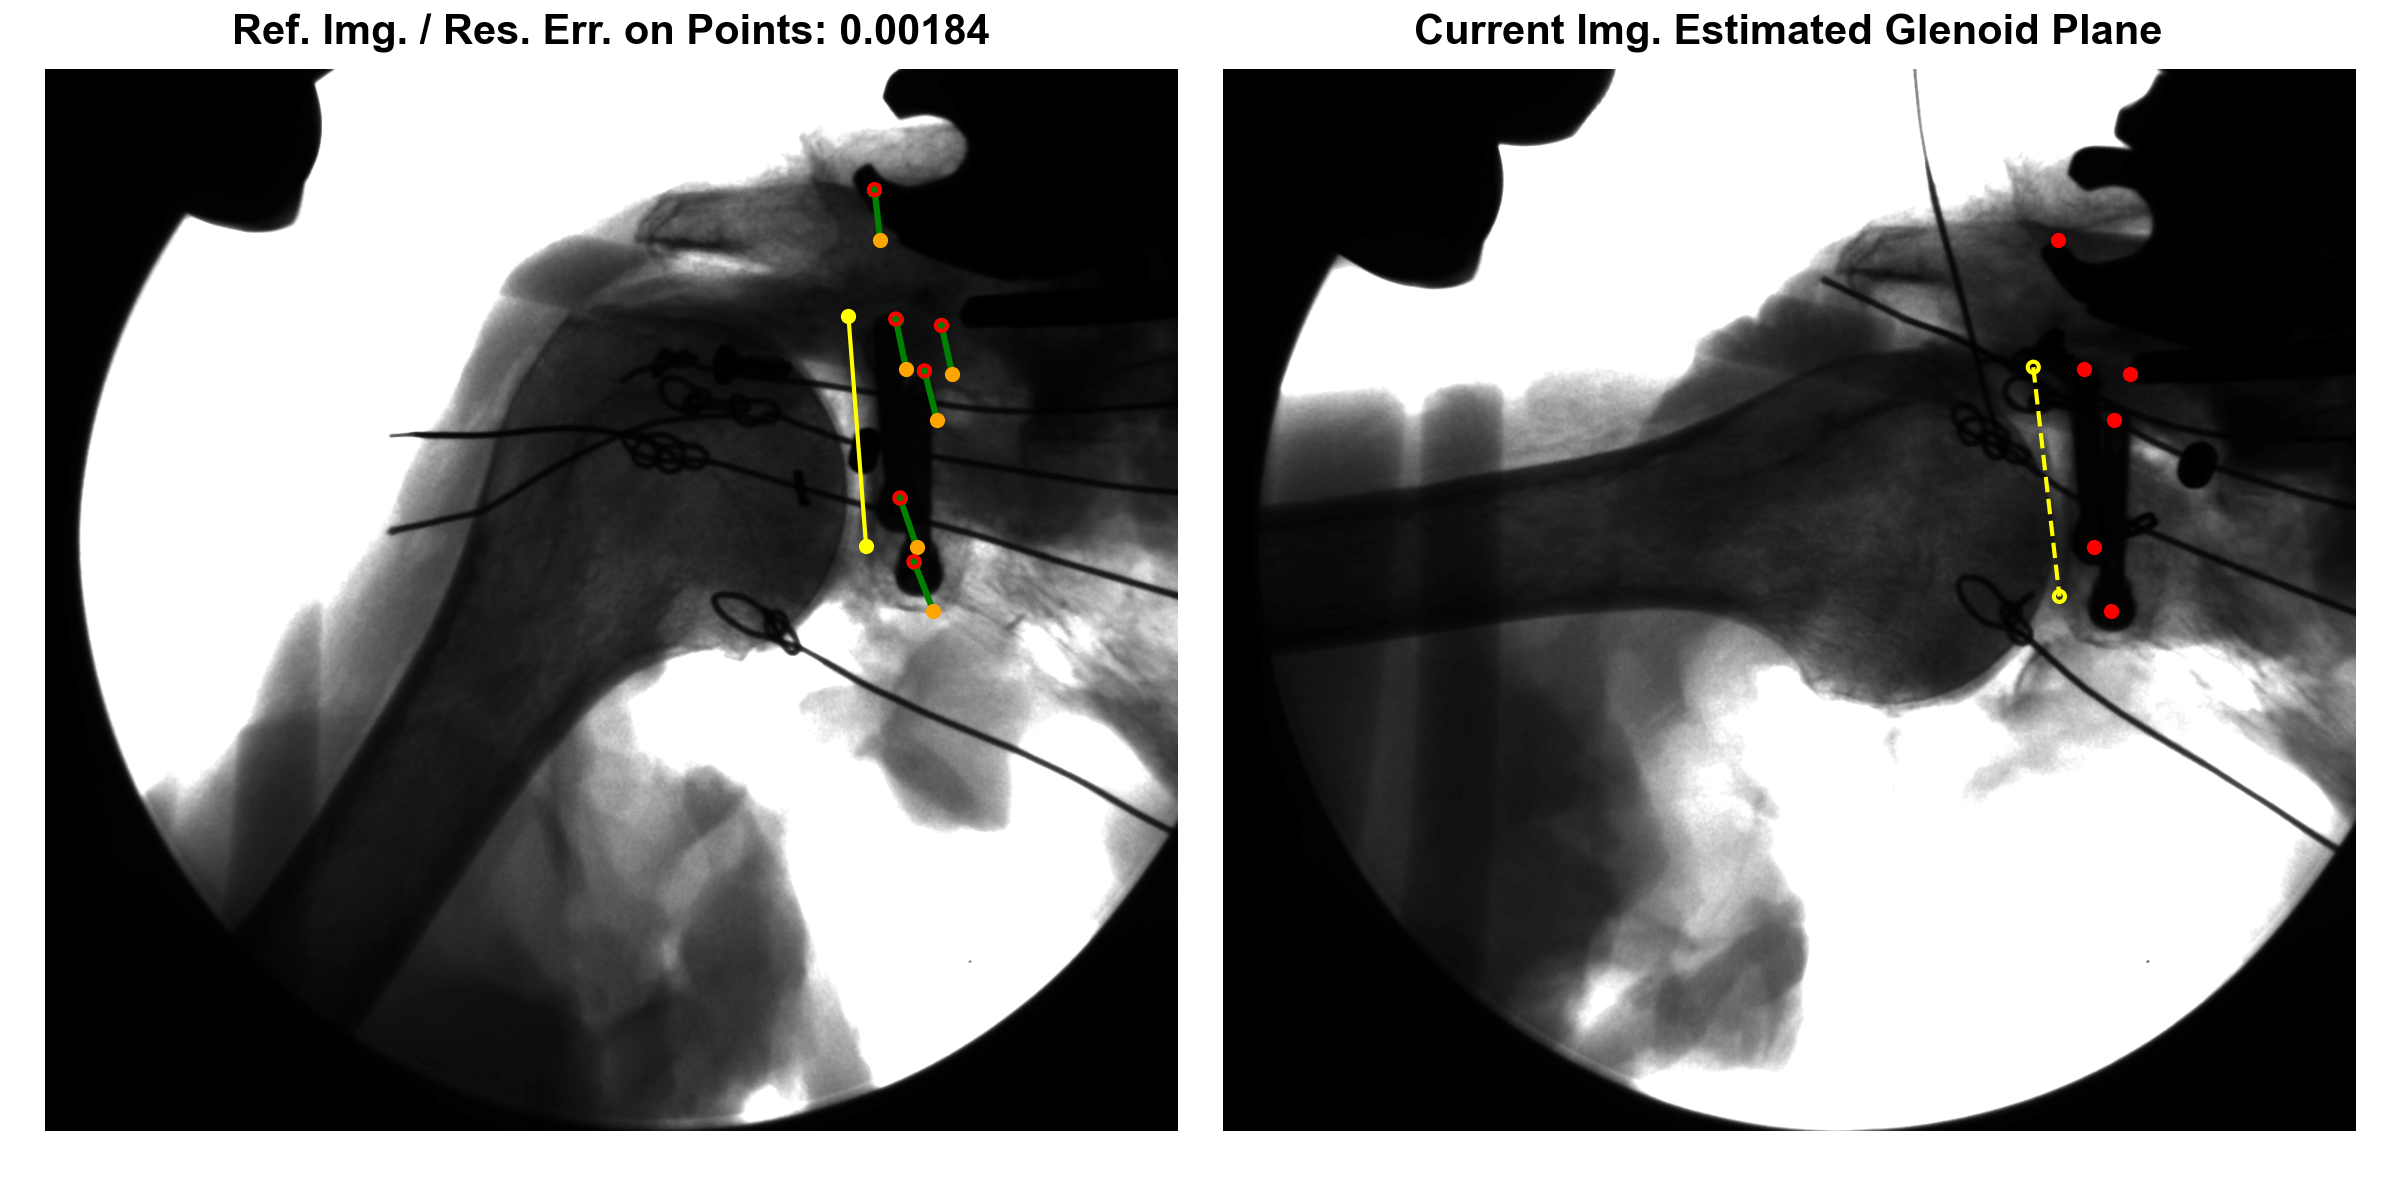 Ref. Img. / Res. Err. on Points: 0.00184
Current Img. Estimated Glenoid Plane